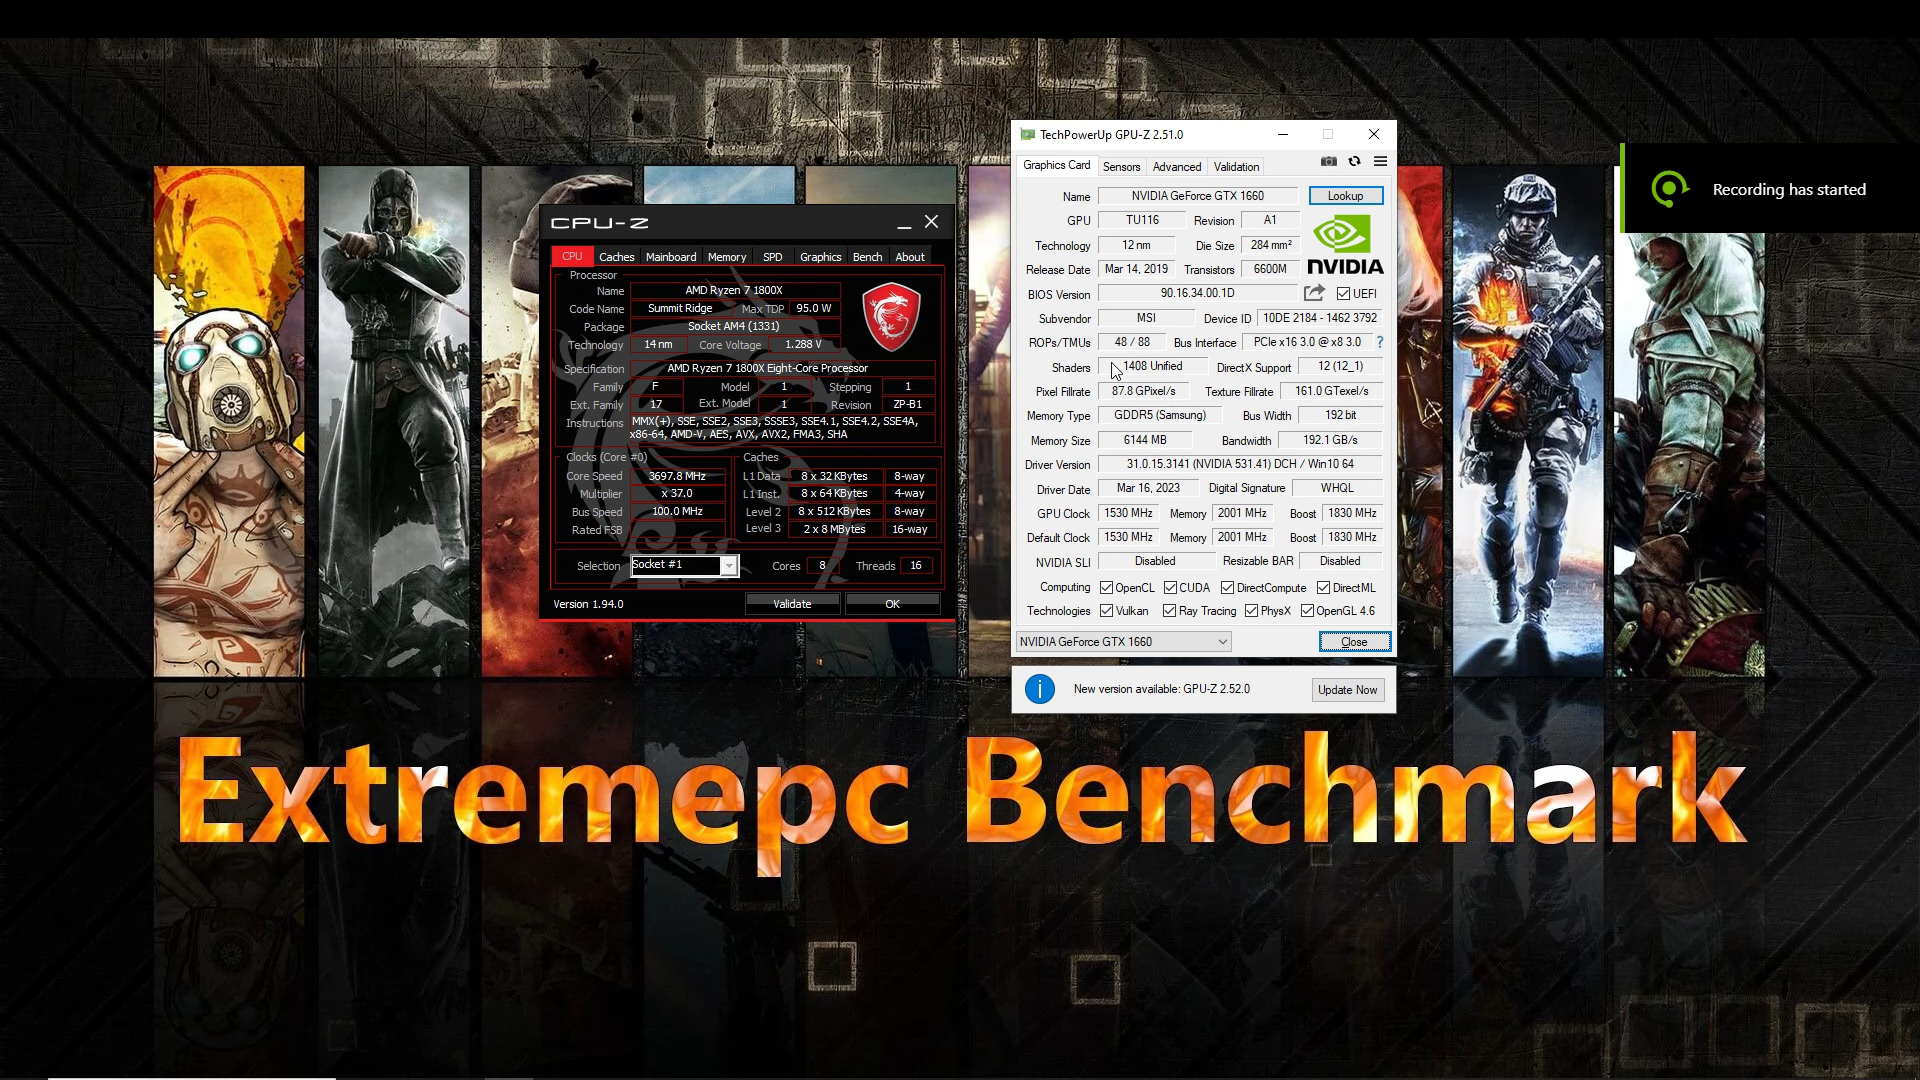 TechPowerUp GPU-Z 2.51.0
Graphics Card Sensors Advanced Validation
Name NVIDIA GeForce GTX 1660 Lookup
GPU TU116 Revision A1
Technology 12 nm Die Size 284 mm²
Release Date Mar 14, 2019 Transistors 6600M
NVIDIA
BIOS Version 90.16.34.00.1D UEFI
Subvendor MSI Device ID 10DE 2184 - 1462 3792
ROPs/TMUs 48 / 88 Bus Interface PCIe x16 3.0 @ x8 3.0 ?
Shaders 1408 Unified DirectX Support 12 (12_1)
Pixel Fillrate 87.8 GPixel/s Texture Fillrate 161.0 GTexel/s
Memory Type GDDR5 (Samsung) Bus Width 192 bit
Memory Size 6144 MB Bandwidth 192.1 GB/s
Driver Version 31.0.15.3141 (NVIDIA 531.41) DCH / Win10 64
Driver Date Mar 16, 2023 Digital Signature WHQL
GPU Clock 1530 MHz Memory 2001 MHz Boost 1830 MHz
Default Clock 1530 MHz Memory 2001 MHz Boost 1830 MHz
NVIDIA SLI Disabled Resizable BAR Disabled
Computing OpenCL CUDA DirectCompute DirectML
Technologies Vulkan Ray Tracing PhysX OpenGL 4.6
NVIDIA GeForce GTX 1660 Close
New version available: GPU-Z 2.52.0 Update Now
Recording has started
CPU-Z
CPU Caches Mainboard Memory SPD Graphics Bench About
Processor
Name AMD Ryzen 7 1800X
Code Name Summit Ridge Max TDP 95.0 W
Package Socket AM4 (1331)
Technology 14 nm Core Voltage 1.288 V
Specification AMD Ryzen 7 1800X Eight-Core Processor
Family F Model 1 Stepping 1
Ext. Family 17 Ext. Model 1 Revision ZP-B1
Instructions MMX(+), SSE, SSE2, SSE3, SSSE3, SSE4.1, SSE4.2, SSE4A,
x86-64, AMD-V, AES, AVX, AVX2, FMA3, SHA
Clocks (Core #0) Caches
Core Speed 3697.8 MHz L1 Data 8 x 32 KBytes 8-way
Multiplier x 37.0 L1 Inst. 8 x 64 KBytes 4-way
Bus Speed 100.0 MHz Level 2 8 x 512 KBytes 8-way
Rated FSB Level 3 2 x 8 MBytes 16-way
Selection Socket #1 Cores 8 Threads 16
Version 1.94.0 Validate OK
Extremepc Benchmark